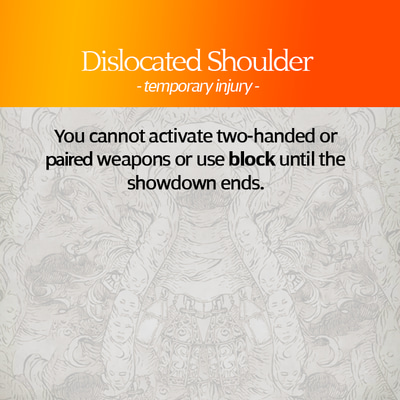 Dislocated Shoulder
- temporary injury -
You cannot activate two-handed or
paired weapons or use block until the
showdown ends.